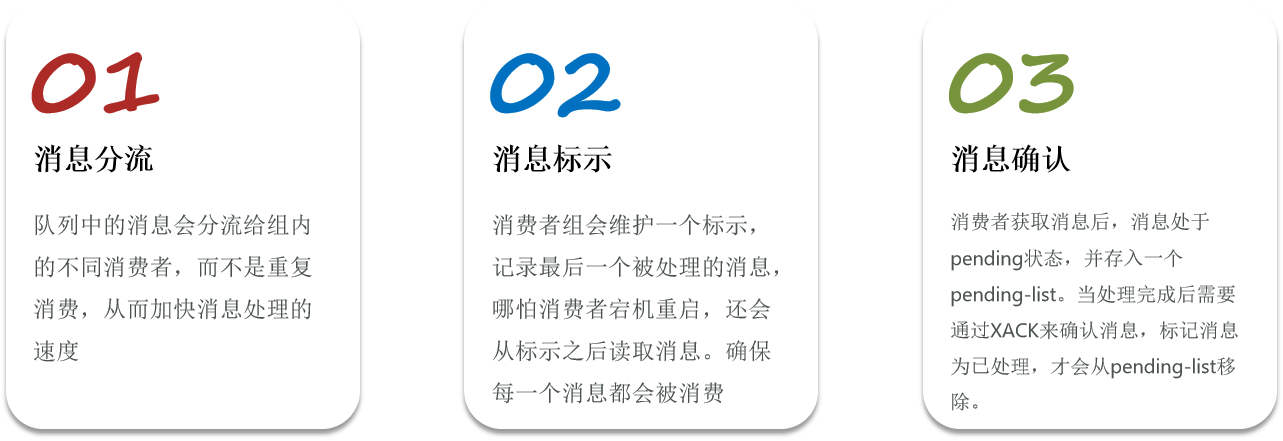 01
消息分流
队列中的消息会分流给组内
的不同消费者，而不是重复
消费，从而加快消息处理的
速度
02
消息标示
消费者组会维护一个标示，
记录最后一个被处理的消息，
哪怕消费者宕机重启，还会
从标示之后读取消息。确保
每一个消息都会被消费
03
消息确认
消费者获取消息后，消息处于
pending状态，并存入一个
pending-list。当处理完成后需要
通过XACK来确认消息，标记消息
为已处理，才会从pending-list移
除。